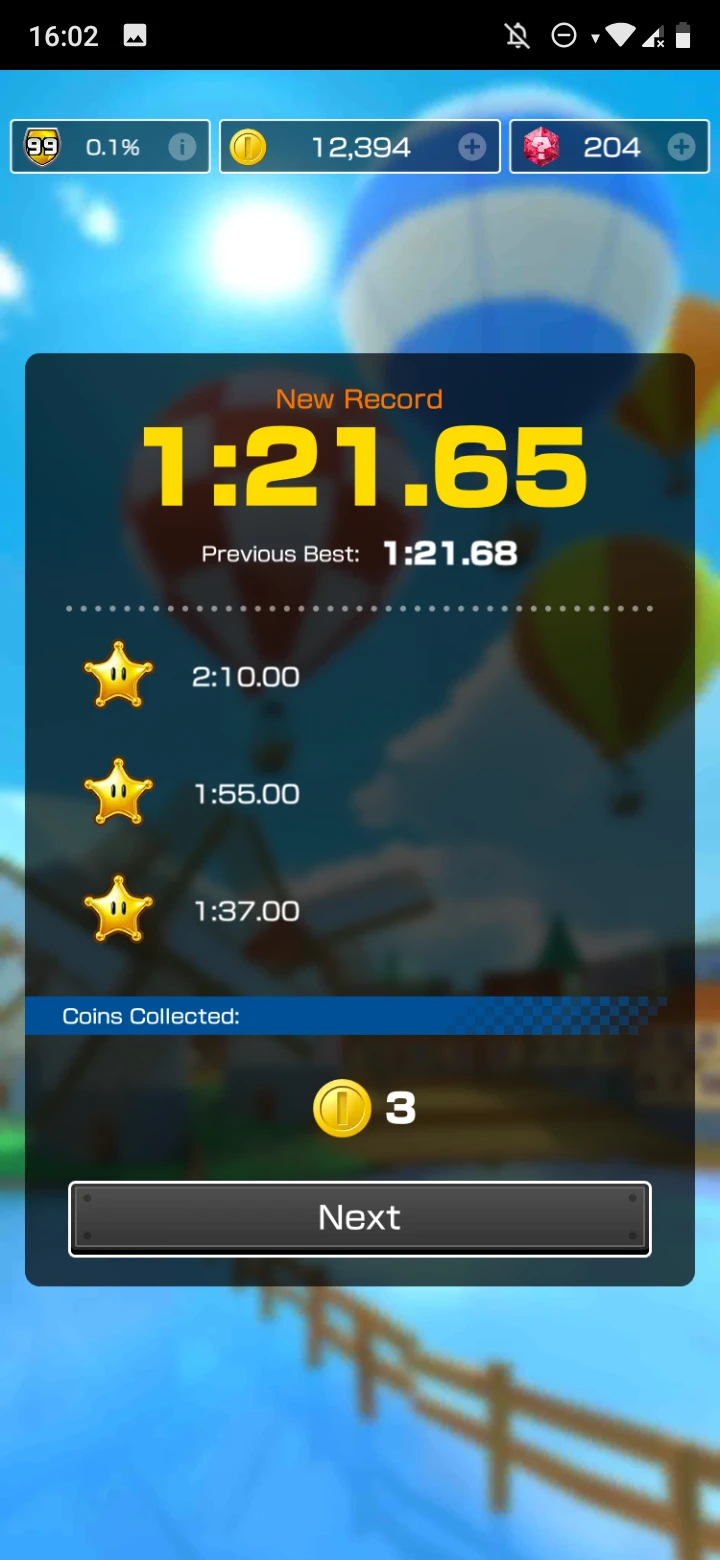 16:02
99 0.1% i 12,394 + ? 204 +
New Record
1:21.65
Previous Best: 1:21.68
2:10.00
1:55.00
1:37.00
Coins Collected:
3
Next